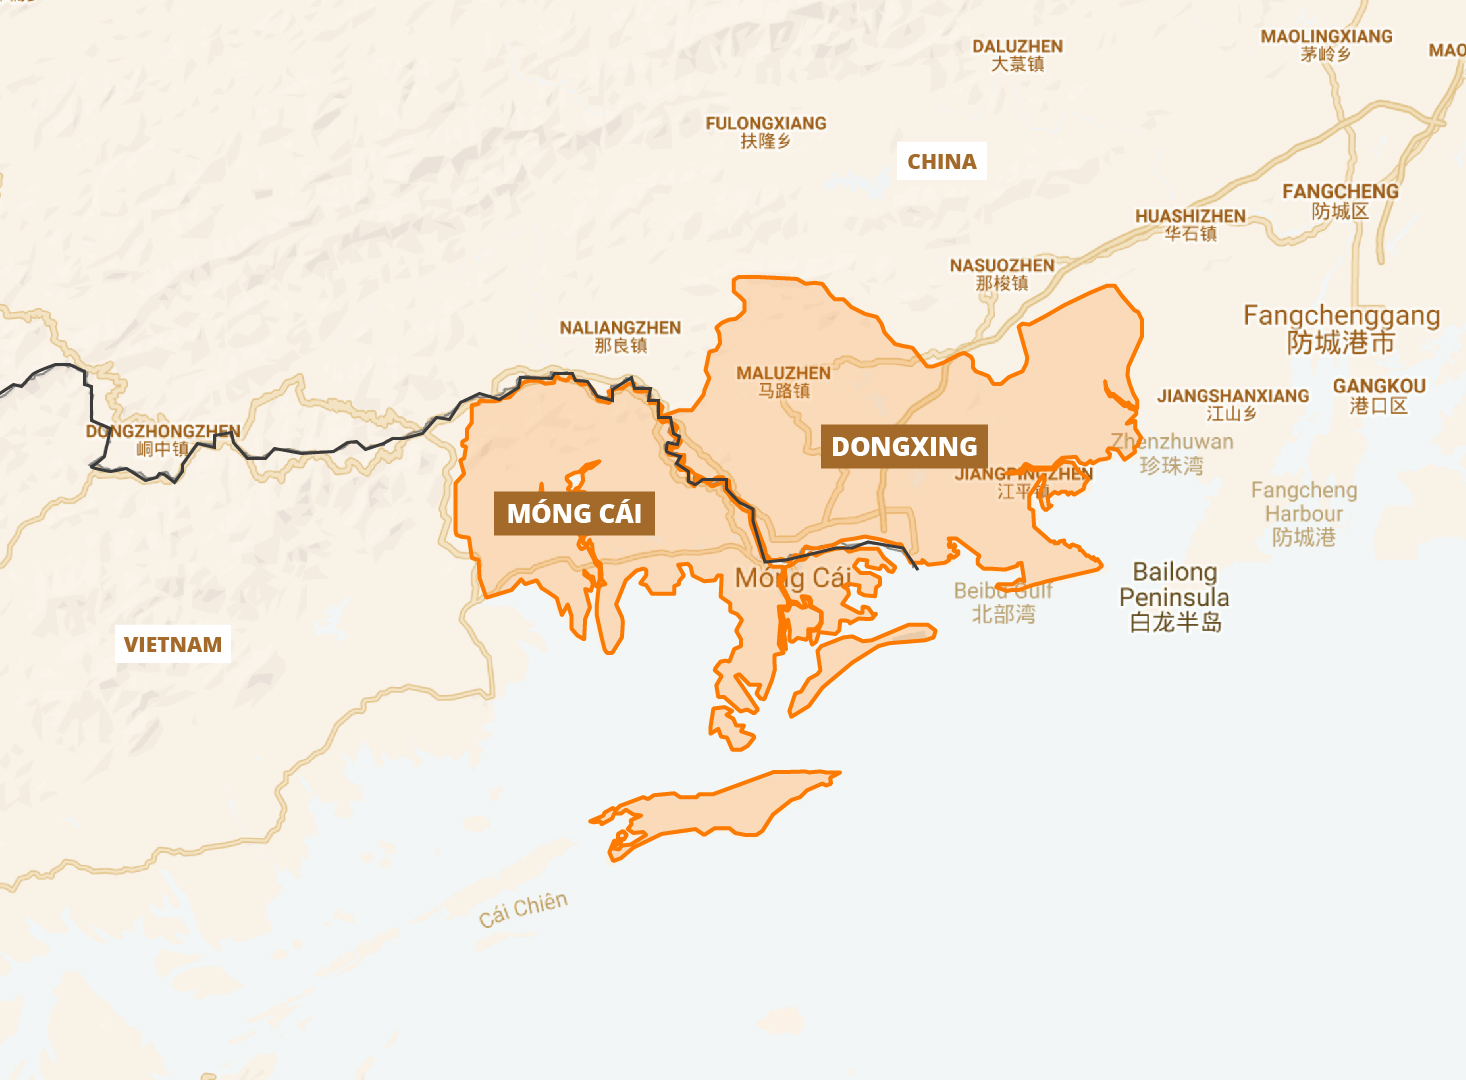 MAOLINGXIANG
茅岭乡
MAO
DALUZHEN
大菉镇
FULONGXIANG
扶隆乡
CHINA
FANGCHENG
防城区
HUASHIZHEN
华石镇
NASUOZHEN
那梭镇
Fangchenggang
防城港市
NALIANGZHEN
那良镇
MALUZHEN
马路镇
JIANGSHANXIANG
江山乡
GANGKOU
港口区
DONGZHONGZHEN
峒中镇
DONGXING
Zhenzhuwan
珍珠湾
JIANGPINGZHEN
江平镇
Fangcheng
Harbour
防城港
MÓNG CÁI
Móng Cái
Beibu Gulf
北部湾
Bailong
Peninsula
白龙半岛
VIETNAM
Cái Chiên